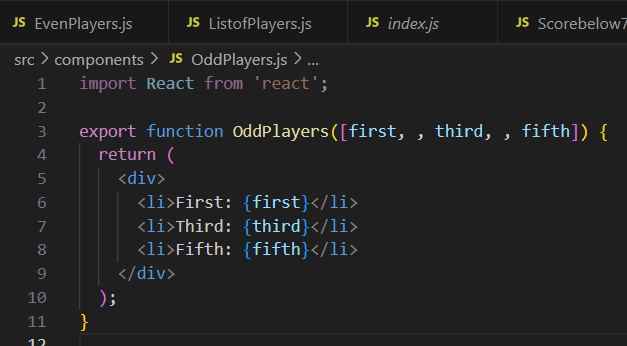 JS EvenPlayers.js JS ListofPlayers.js JS index.js JS Scorebelow7
src > components > JS OddPlayers.js > ...
1 import React from 'react';
2
3 export function OddPlayers([first, , third, , fifth]) {
4 return (
5 <div>
6 <li>First: {first}</li>
7 <li>Third: {third}</li>
8 <li>Fifth: {fifth}</li>
9 </div>
10 );
11 }
12